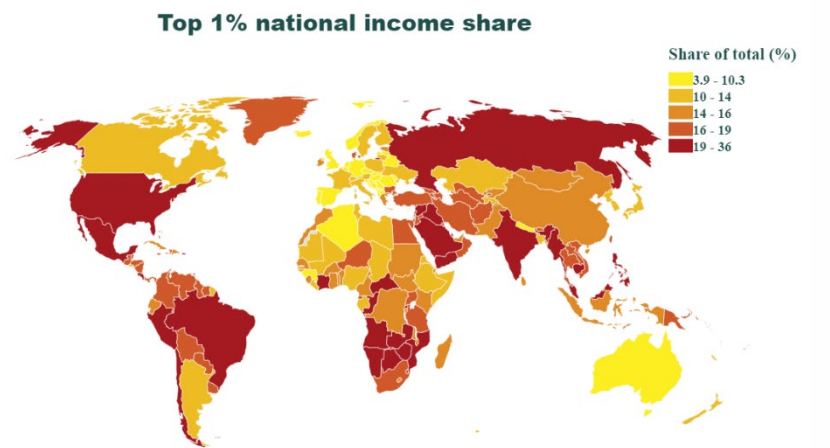 Top 1% national income share
Share of total (%)
3.9 - 10.3
10 - 14
14 - 16
16 - 19
19 - 36